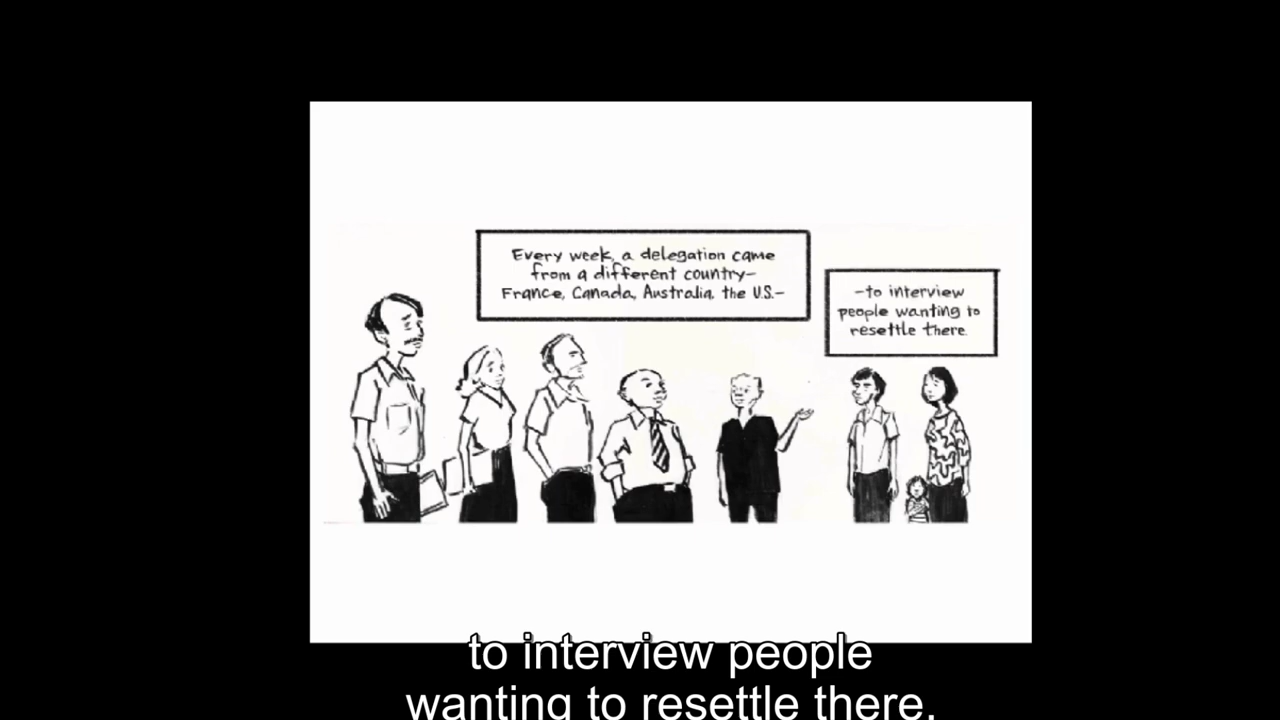 Every week, a delegation came
from a different country—
France, Canada, Australia, the U.S.—
—to interview
people wanting to
resettle there.
to interview people
wanting to resettle there.